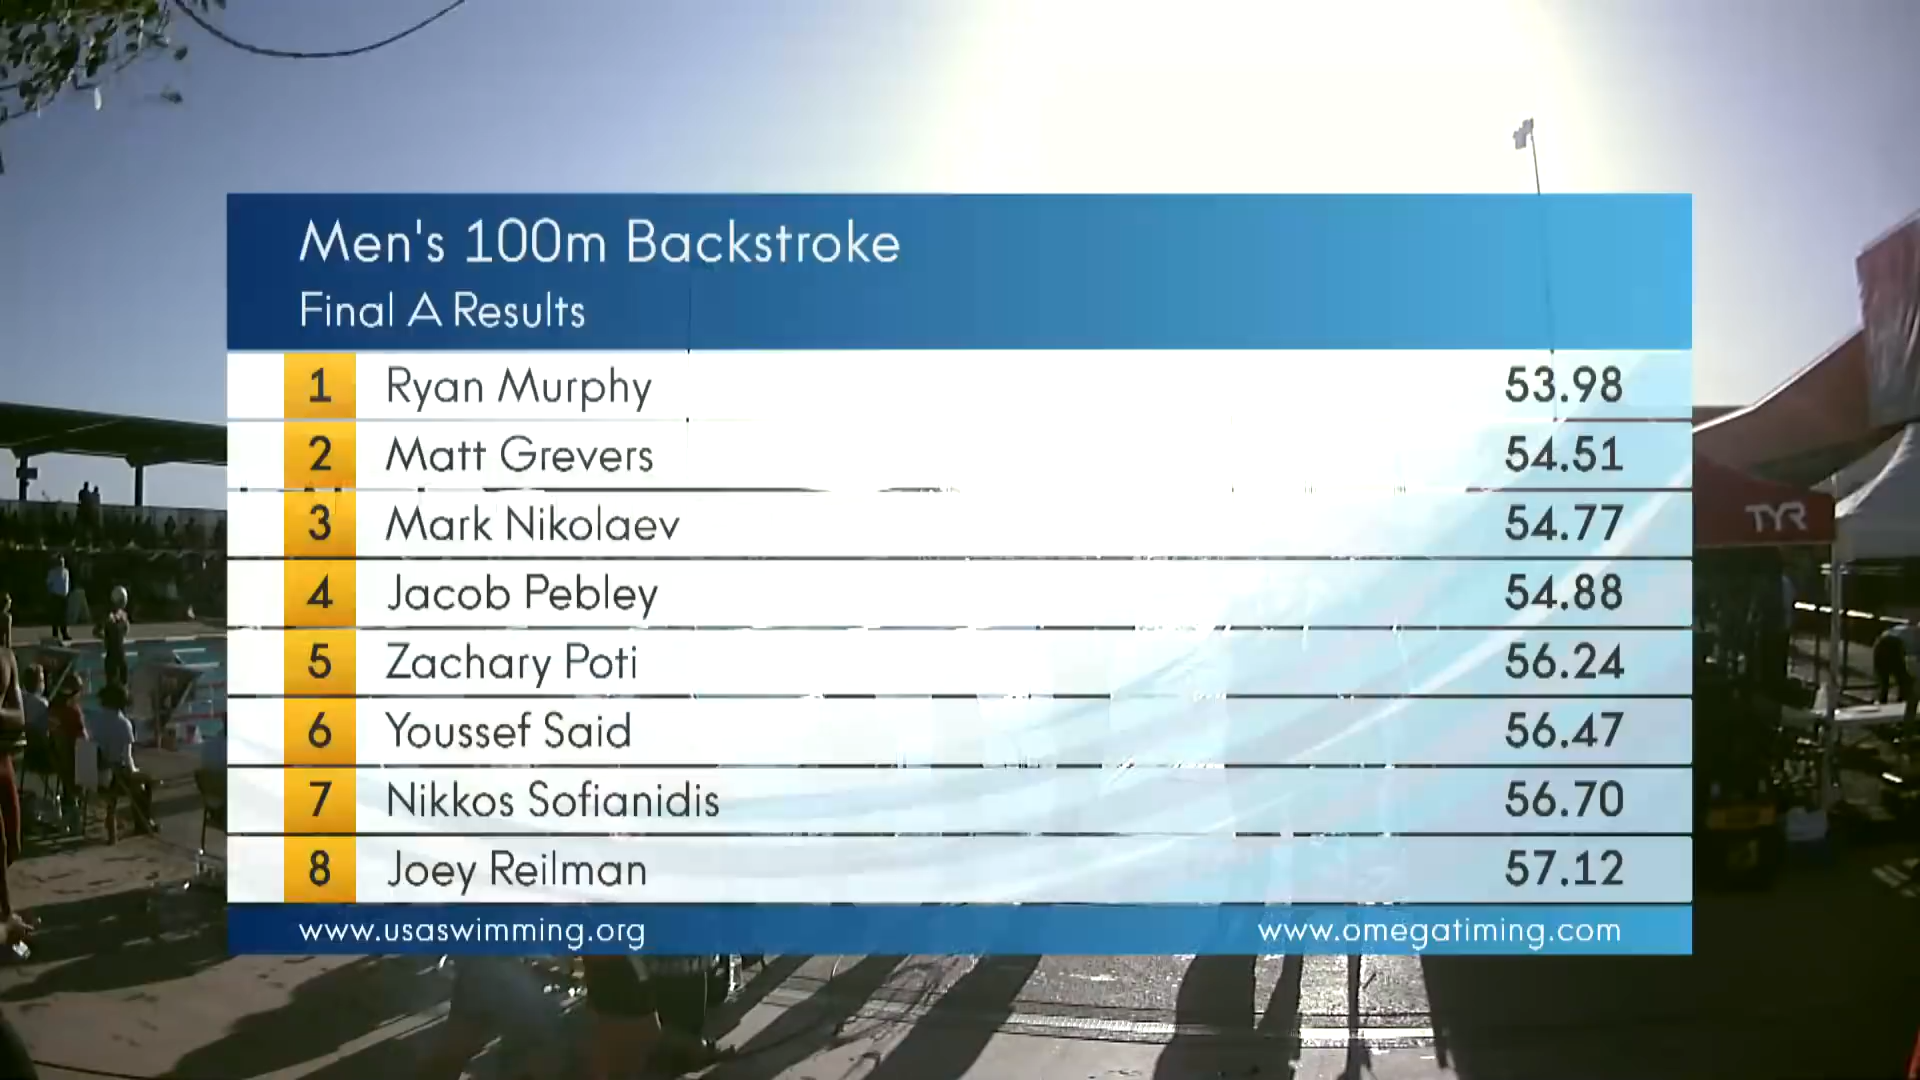 Men's 100m Backstroke
Final A Results
1 Ryan Murphy 53.98
2 Matt Grevers 54.51
3 Mark Nikolaev 54.77
4 Jacob Pebley 54.88
5 Zachary Poti 56.24
6 Youssef Said 56.47
7 Nikkos Sofianidis 56.70
8 Joey Reilman 57.12
www.usaswimming.org www.omegatiming.com
TYR